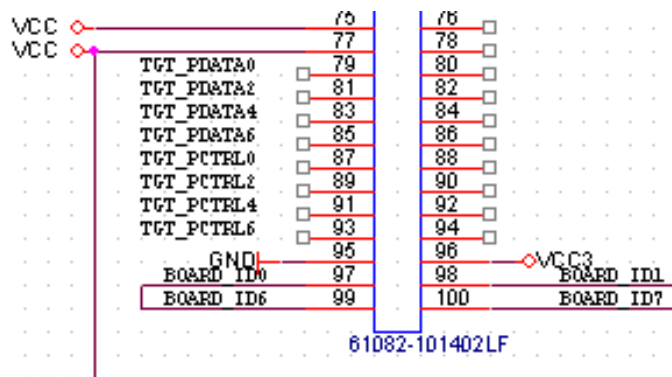 75 76
VCC
77 78
VCC
TGT_PDATA0 79 80
TGT_PDATA2 81 82
TGT_PDATA4 83 84
TGT_PDATA6 85 86
TGT_PCTRL0 87 88
TGT_PCTRL2 89 90
TGT_PCTRL4 91 92
TGT_PCTRL6 93 94
GND 95 96 VCC3
BOARD_ID0 97 98 BOARD_ID1
BOARD_ID6 99 100 BOARD_ID7
61082-101402LF